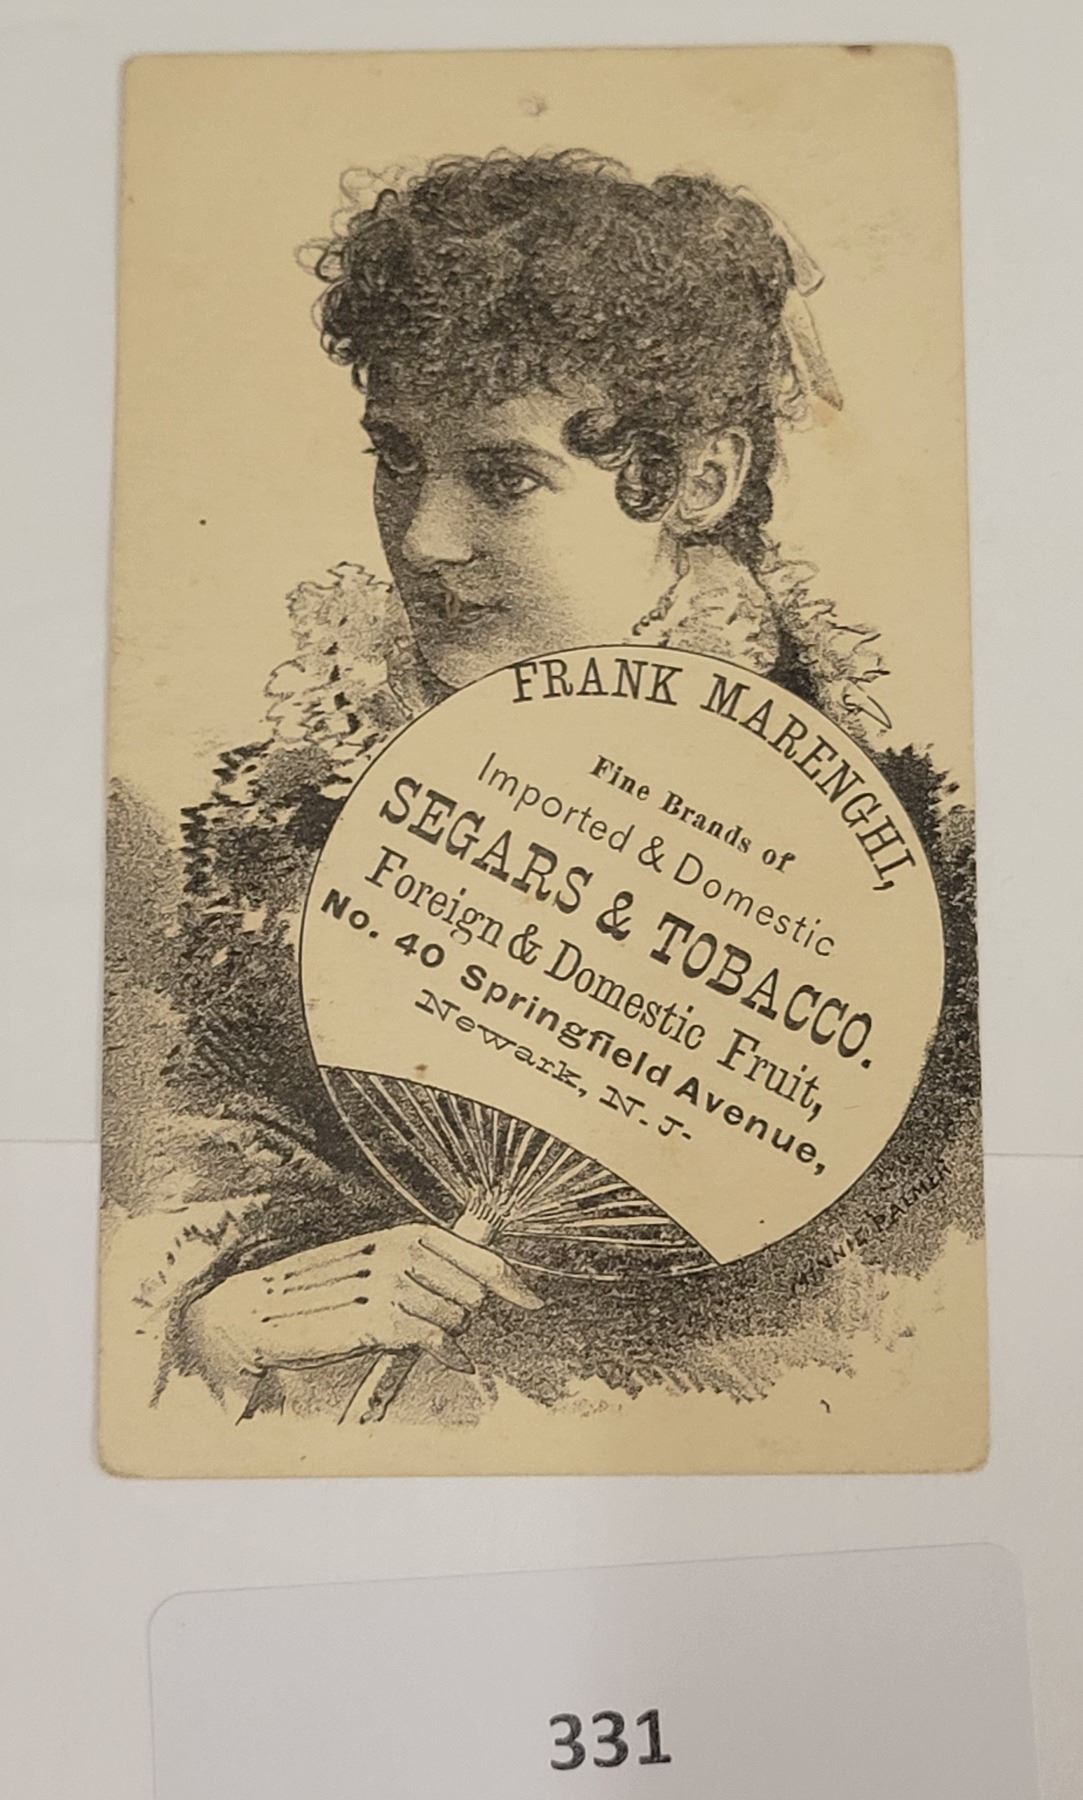 FRANK MARENGHI,
Fine Brands of
Imported & Domestic
SEGARS & TOBACCO.
Foreign & Domestic Fruit,
No. 40 Springfield Avenue,
Newark, N. J.
MINNIE PALMER
331